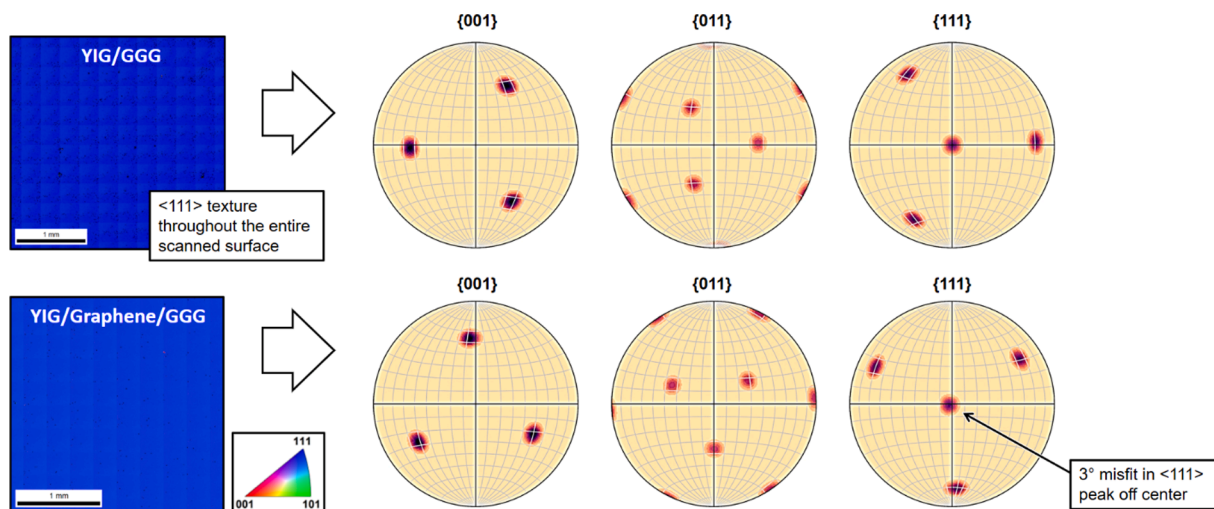 YIG/GGG
{001}
{011}
{111}
1 mm
<111> texture
throughout the entire
scanned surface
YIG/Graphene/GGG
{001}
{011}
{111}
1 mm
111
001
101
3° misfit in <111>
peak off center